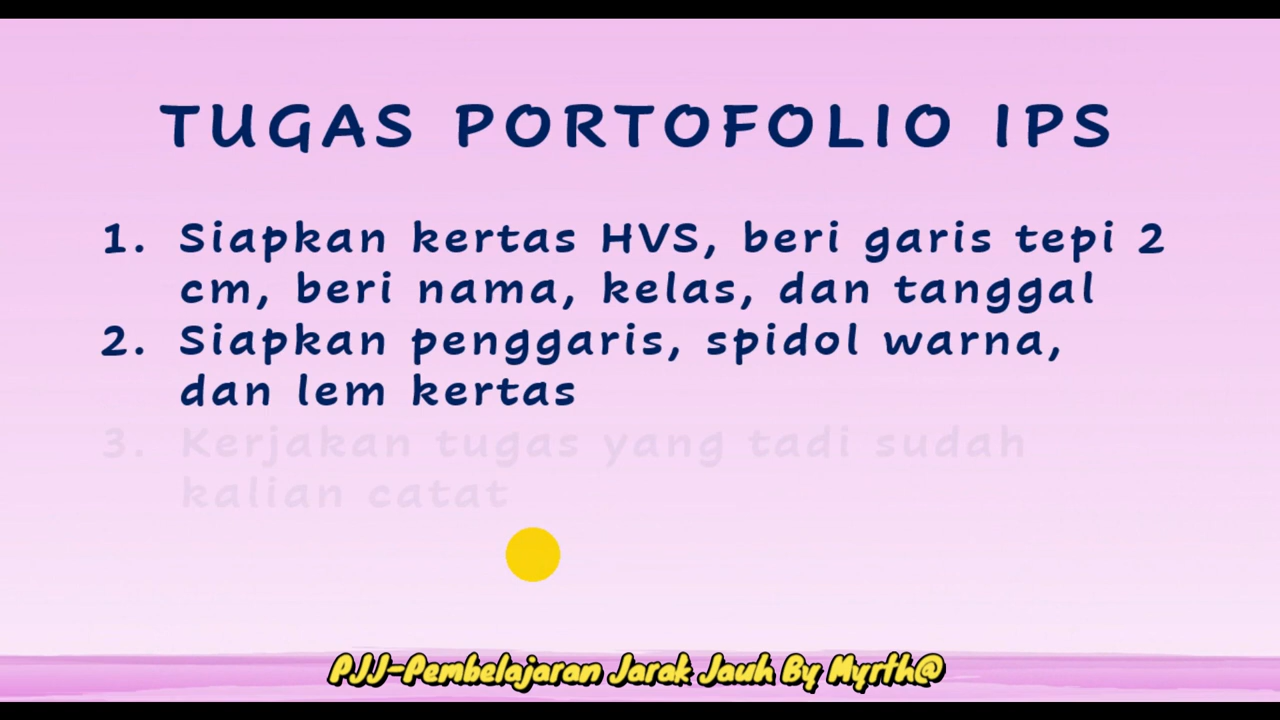 TUGAS PORTOFOLIO IPS
1. Siapkan kertas HVS, beri garis tepi 2
cm, beri nama, kelas, dan tanggal
2. Siapkan penggaris, spidol warna,
dan lem kertas
3. Kerjakan tugas yang tadi sudah
kalian catat
PJJ-Pembelajaran Jarak Jauh By Myrth@